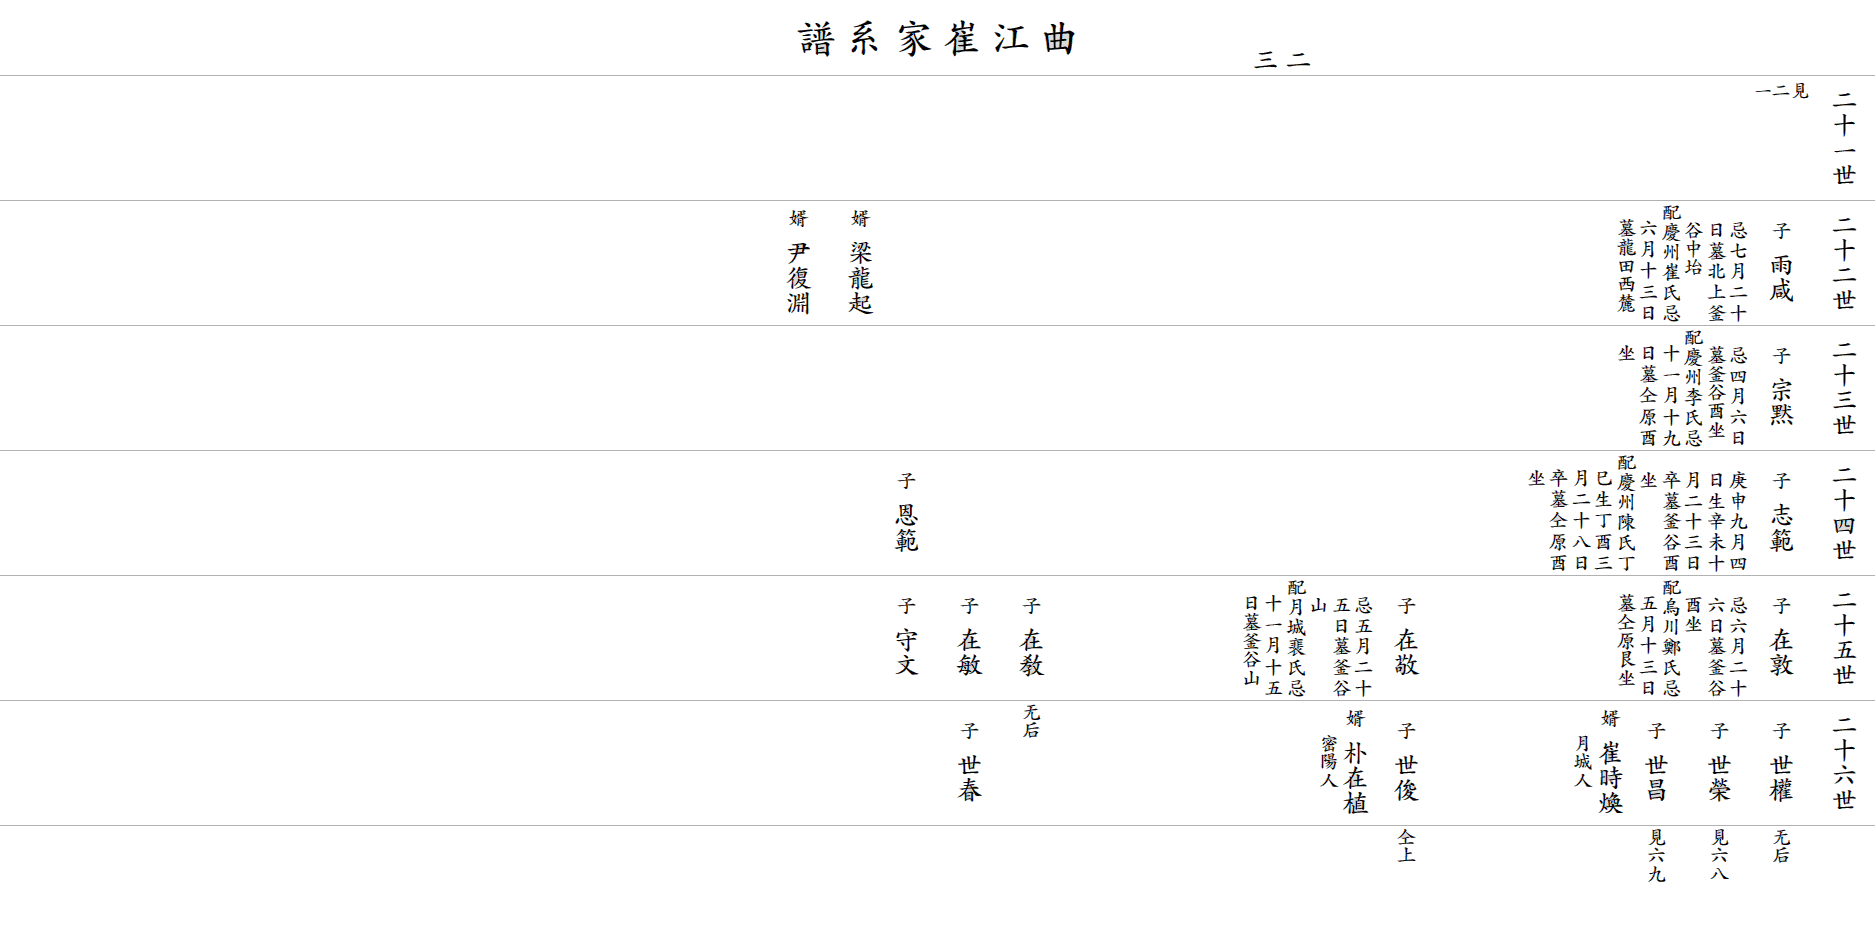 曲江崔家系譜
二三
二十一世
見二一
二十二世
子 雨咸
忌七月二十
日墓北上釜
谷中坮
配慶州崔氏忌
六月十三日
墓龍田西麓
婿 梁龍起
婿 尹復淵
二十三世
子 宗黙
忌四月六日
墓釜谷酉坐
配慶州李氏忌
十一月十九
日墓仝原酉
坐
二十四世
子 志範
庚申九月四
日生辛未十
月二十三日
卒墓釜谷酉
坐
配慶州陳氏丁
巳生丁酉三
月二十八日
卒墓仝原酉
坐
子 恩範
二十五世
子 在敦
忌六月二十
六日墓釜谷
酉坐
配烏川鄭氏忌
五月十三日
墓仝原艮坐
子 在敬
忌五月二十
五日墓釜谷
山
配月城裵氏忌
十一月十五
日墓釜谷山
子 在敎
子 在敏
子 守文
二十六世
子 世權
子 世榮
子 世昌
婿 崔時煥
月城人
子 世俊
婿 朴在植
密陽人
无后
子 世春
无后
見六八
見六九
仝上